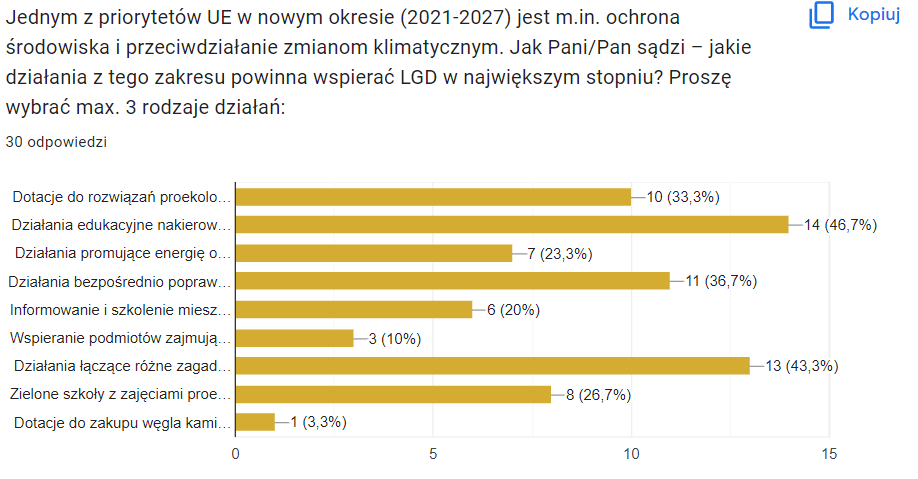 Jednym z priorytetów UE w nowym okresie (2021-2027) jest m.in. ochrona
Kopiuj
środowiska i przeciwdziałanie zmianom klimatycznym. Jak Pani/Pan sądzi – jakie
działania z tego zakresu powinna wspierać LGD w największym stopniu? Proszę
wybrać max. 3 rodzaje działań:
30 odpowiedzi
Dotacje do rozwiązań proekolo… 10 (33,3%)
Działania edukacyjne nakierow… 14 (46,7%)
Działania promujące energię o… 7 (23,3%)
Działania bezpośrednio popraw… 11 (36,7%)
Informowanie i szkolenie miesz… 6 (20%)
Wspieranie podmiotów zajmują… 3 (10%)
Działania łączące różne zagad… 13 (43,3%)
Zielone szkoły z zajęciami proe… 8 (26,7%)
Dotacje do zakupu węgla kami… 1 (3,3%)
0 5 10 15